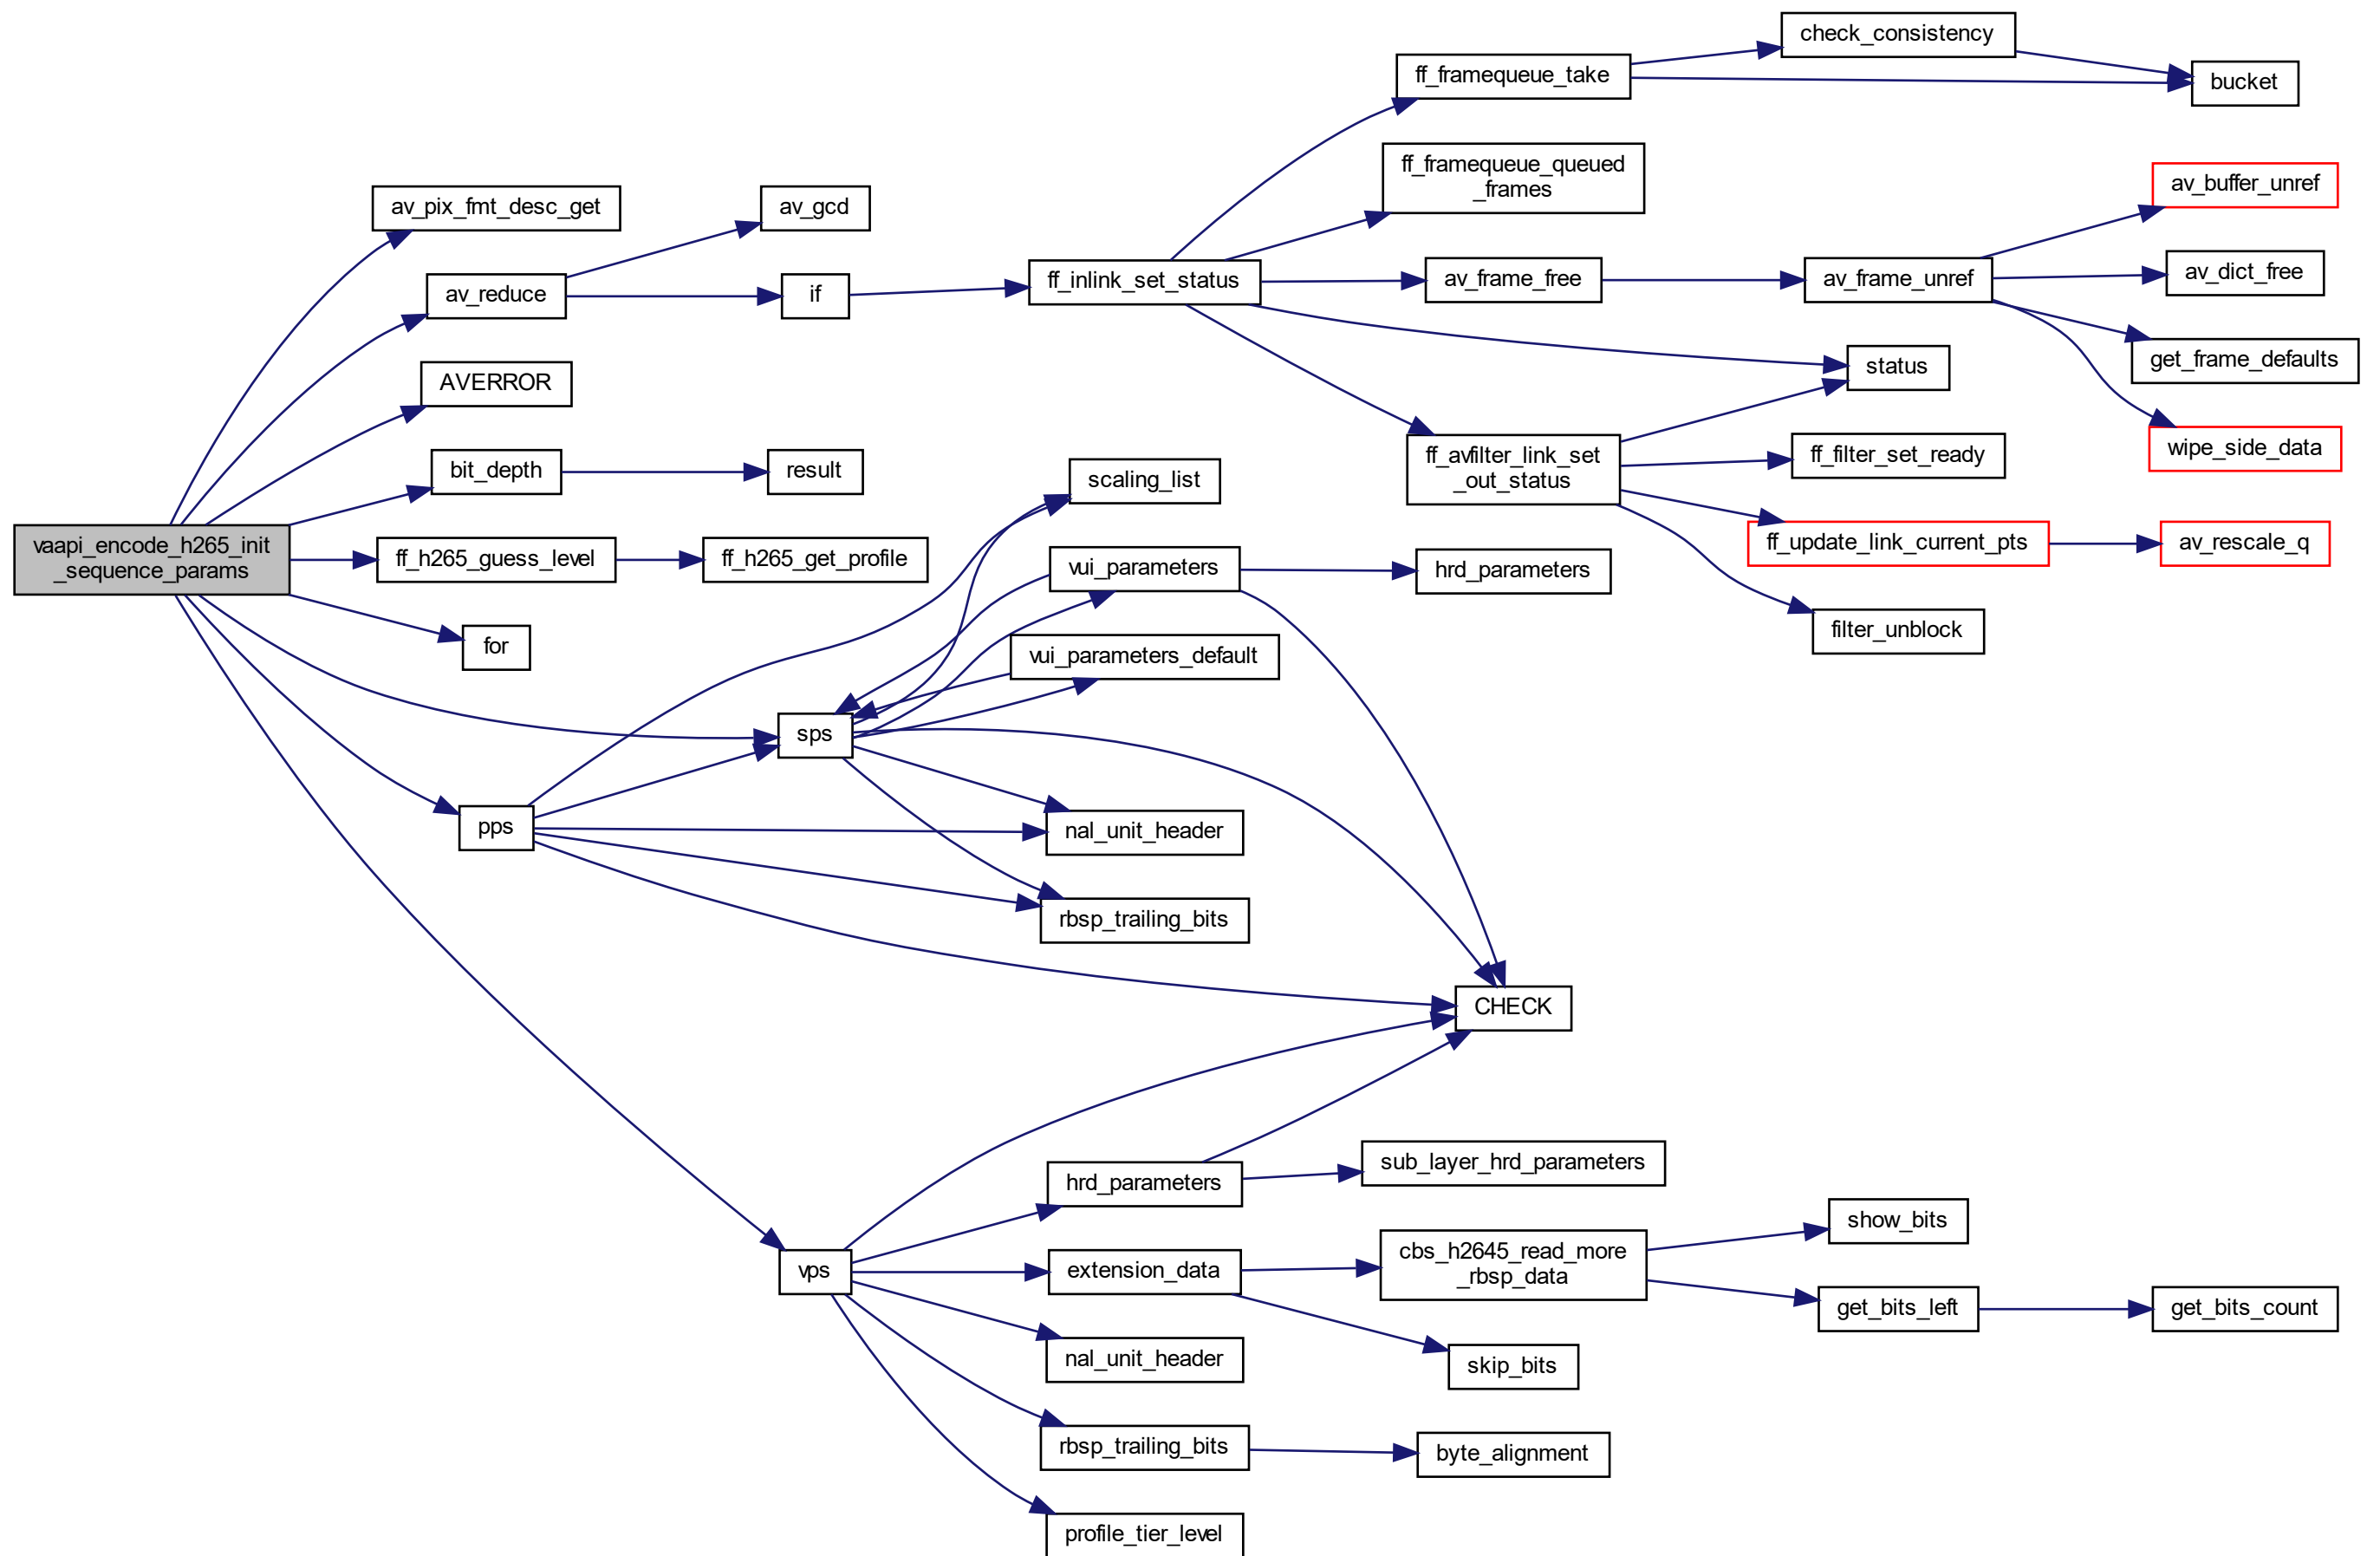 check_consistency
ff_framequeue_take
bucket
ff_framequeue_queued
_frames
av_buffer_unref
av_pix_fmt_desc_get
av_gcd
av_reduce
if
ff_inlink_set_status
av_frame_free
av_frame_unref
av_dict_free
get_frame_defaults
status
AVERROR
wipe_side_data
ff_filter_set_ready
bit_depth
result
scaling_list
ff_avfilter_link_set
_out_status
vaapi_encode_h265_init
_sequence_params
ff_h265_guess_level
ff_h265_get_profile
vui_parameters
hrd_parameters
ff_update_link_current_pts
av_rescale_q
for
vui_parameters_default
filter_unblock
sps
pps
nal_unit_header
rbsp_trailing_bits
CHECK
hrd_parameters
sub_layer_hrd_parameters
show_bits
vps
extension_data
cbs_h2645_read_more
_rbsp_data
get_bits_left
get_bits_count
nal_unit_header
skip_bits
rbsp_trailing_bits
byte_alignment
profile_tier_level